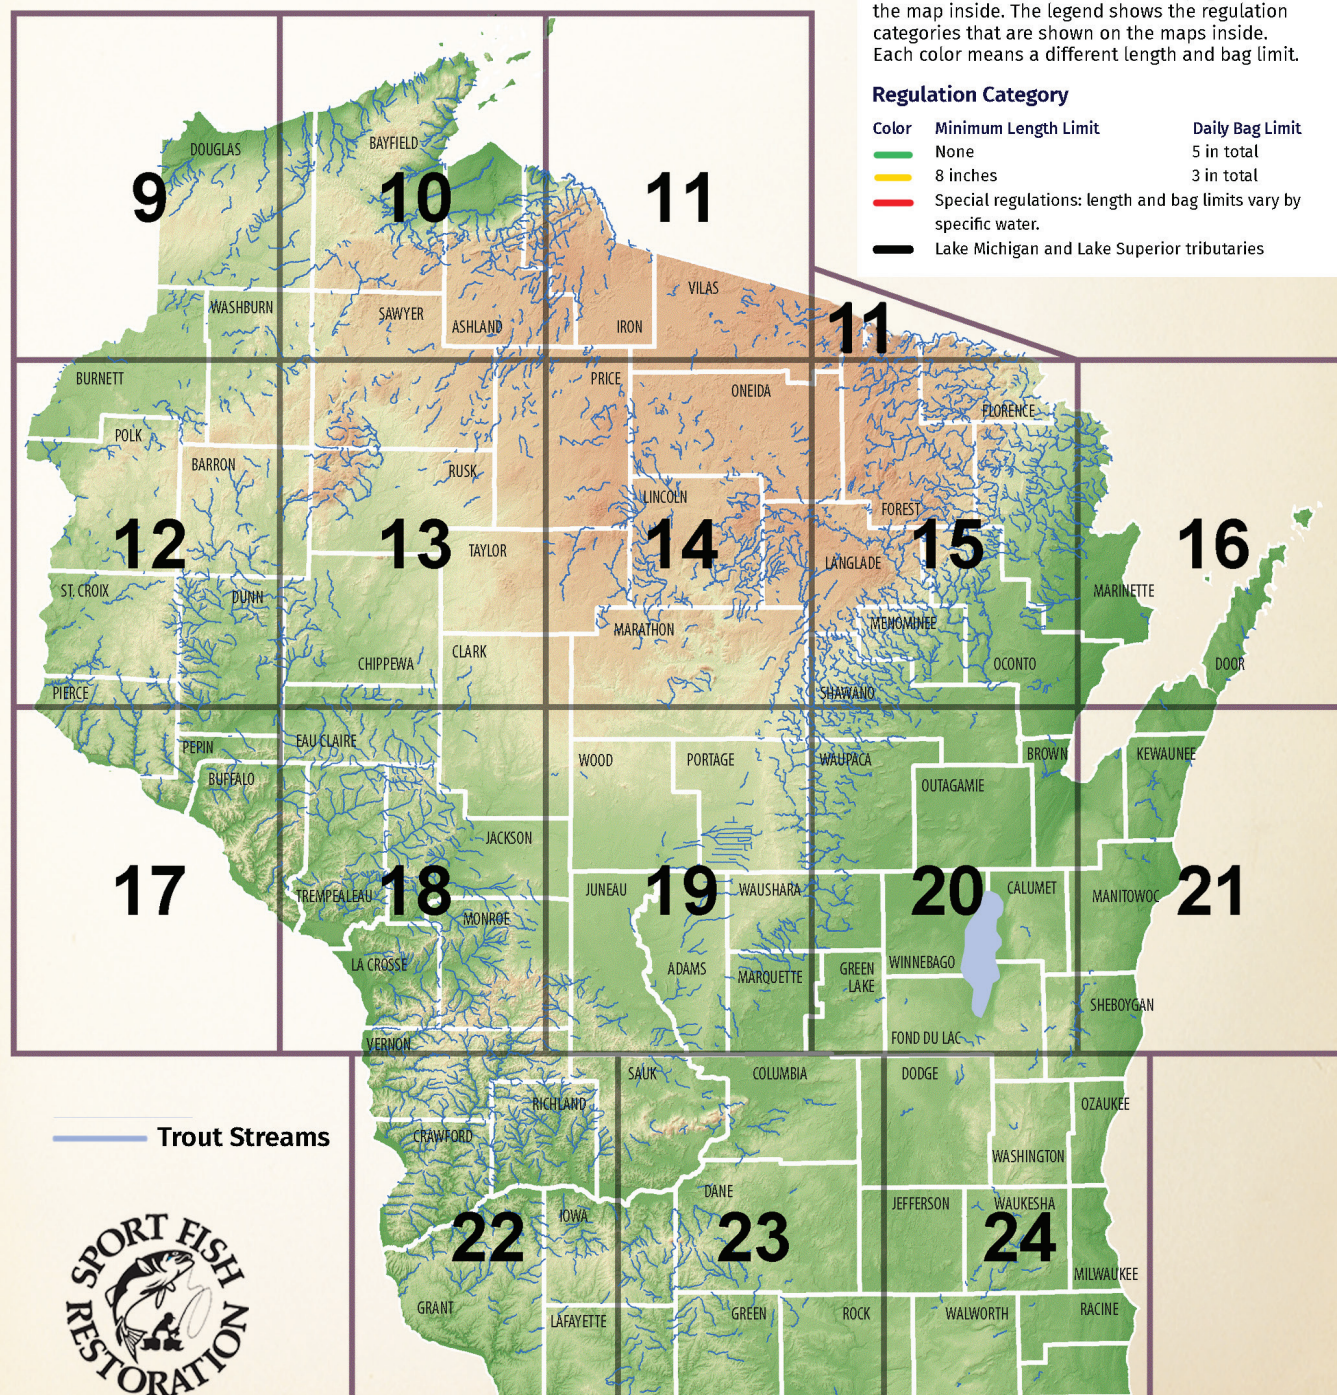 the map inside. The legend shows the regulation
categories that are shown on the maps inside.
Each color means a different length and bag limit.
Regulation Category
Color Minimum Length Limit Daily Bag Limit
None 5 in total
8 inches 3 in total
Special regulations: length and bag limits vary by
specific water.
Lake Michigan and Lake Superior tributaries
DOUGLAS
BAYFIELD
9
10
11
WASHBURN
SAWYER
ASHLAND
IRON
VILAS
11
BURNETT
PRICE
ONEIDA
FLORENCE
POLK
BARRON
RUSK
LINCOLN
FOREST
12
13
TAYLOR
14
LANGLADE
15
16
ST. CROIX
DUNN
MARINETTE
MARATHON
MENOMINEE
CHIPPEWA
CLARK
OCONTO
DOOR
PIERCE
SHAWANO
PEPIN
EAU CLAIRE
WOOD
PORTAGE
WAUPACA
BROWN
KEWAUNEE
BUFFALO
OUTAGAMIE
JACKSON
17
TREMPEALEAU
18
JUNEAU
19
WAUSHARA
20
CALUMET
MANITOWOC
21
MONROE
LA CROSSE
ADAMS
MARQUETTE
GREEN
LAKE
WINNEBAGO
SHEBOYGAN
VERNON
FOND DU LAC
SAUK
COLUMBIA
DODGE
RICHLAND
OZAUKEE
Trout Streams
CRAWFORD
WASHINGTON
DANE
JEFFERSON
WAUKESHA
22
IOWA
23
24
MILWAUKEE
GRANT
LAFAYETTE
GREEN
ROCK
WALWORTH
RACINE
SPORT FISH
RESTORATION